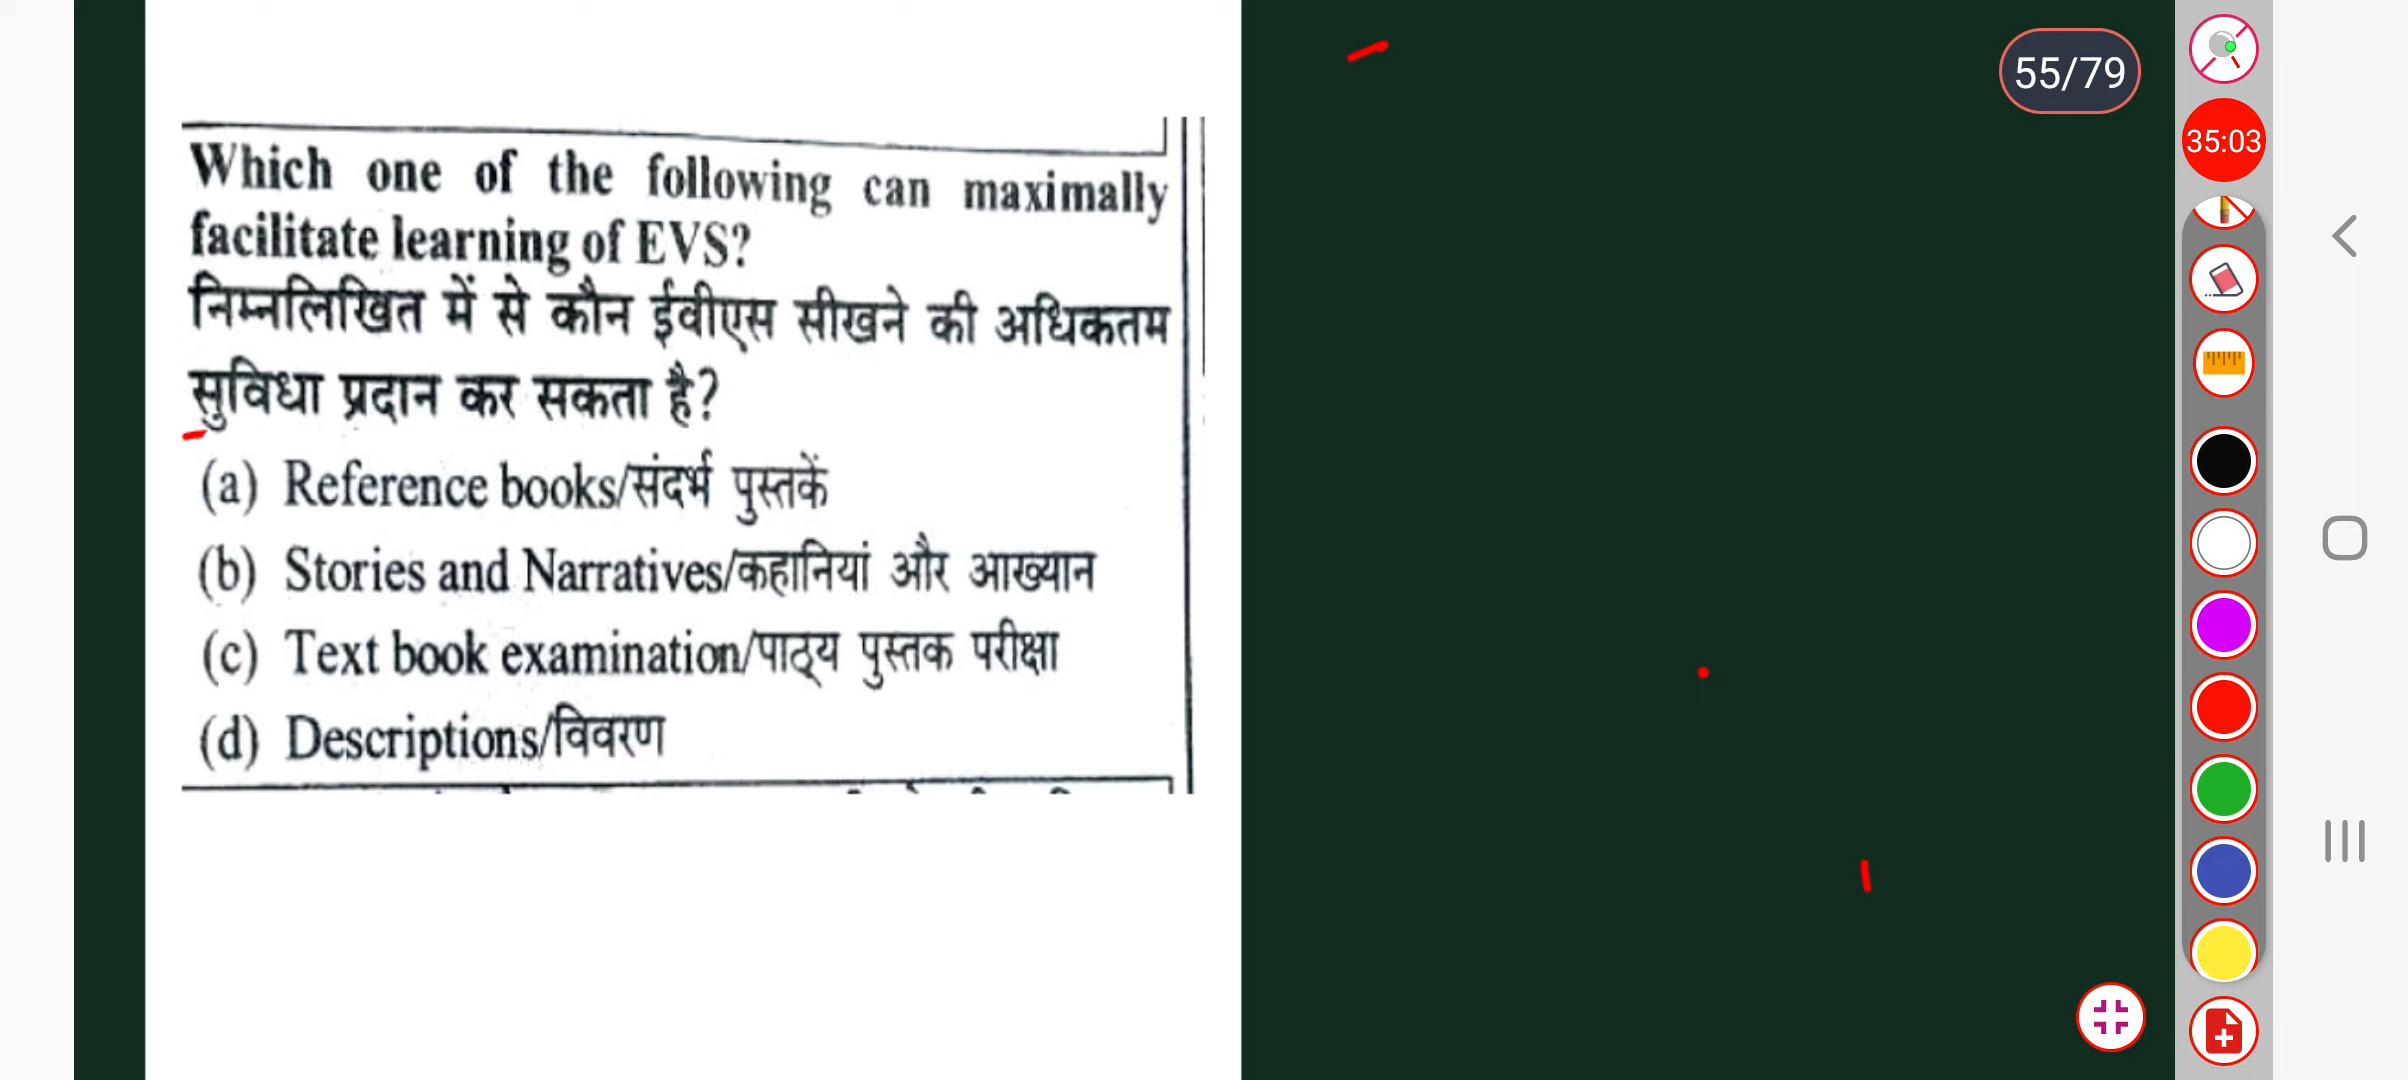 55/79
35:03
Which one of the following can maximally
facilitate learning of EVS?
निम्नलिखित में से कौन ईवीएस सीखने की अधिकतम
सुविधा प्रदान कर सकता है?
(a) Reference books/संदर्भ पुस्तकें
(b) Stories and Narratives/कहानियां और आख्यान
(c) Text book examination/पाठ्य पुस्तक परीक्षा
(d) Descriptions/विवरण